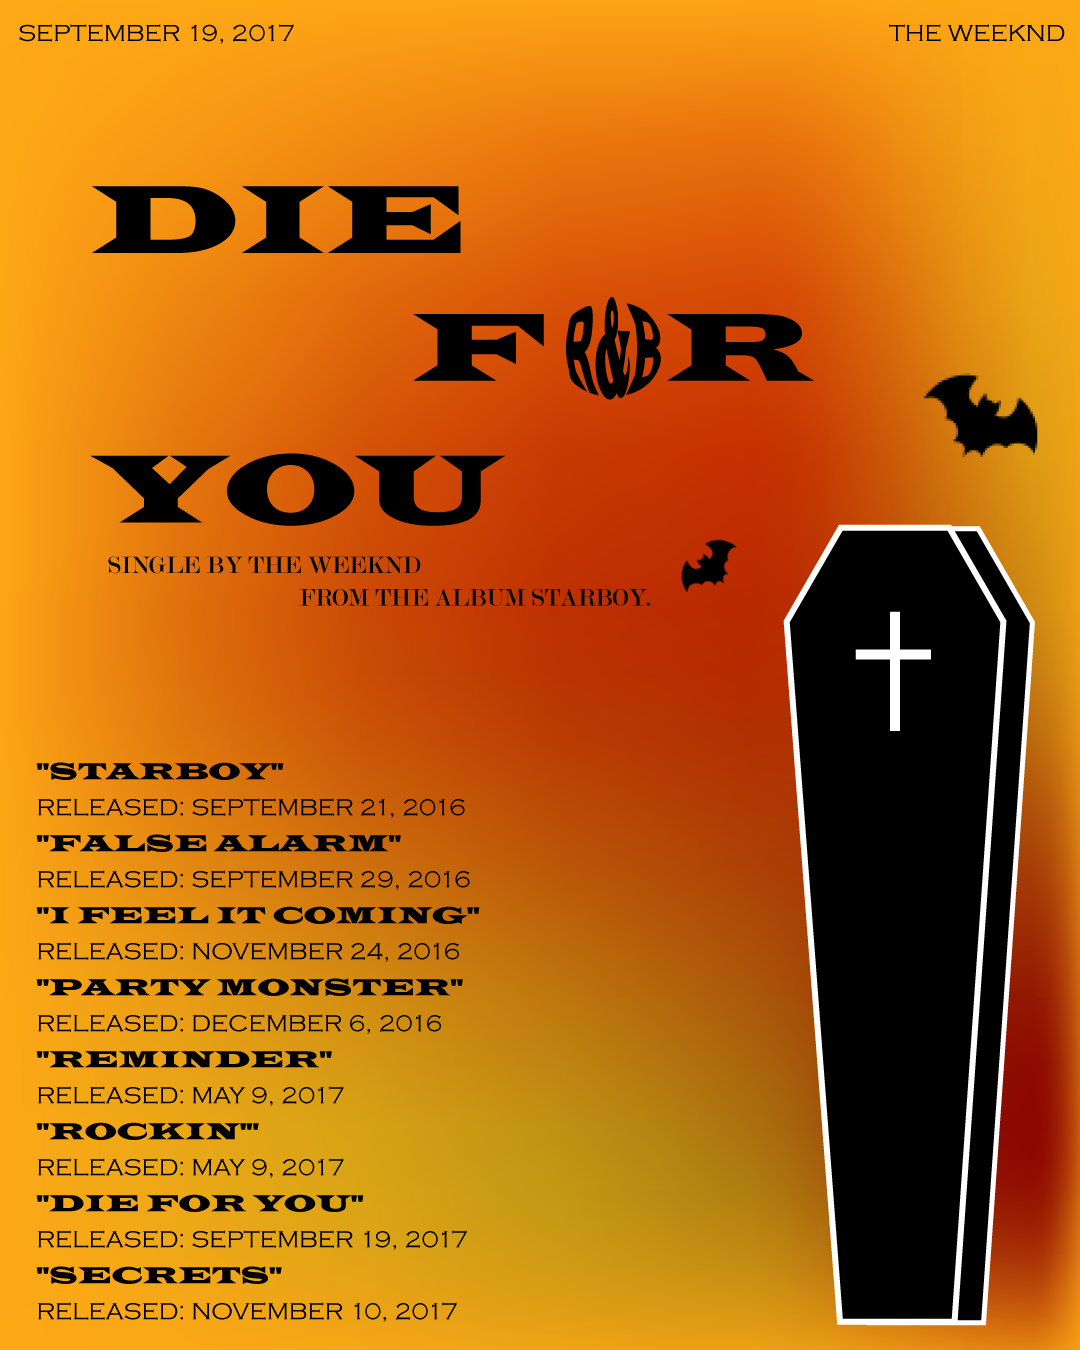 SEPTEMBER 19, 2017
THE WEEKND
DIE
F R&B R
YOU
SINGLE BY THE WEEKND
FROM THE ALBUM STARBOY.
"STARBOY"
RELEASED: SEPTEMBER 21, 2016
"FALSE ALARM"
RELEASED: SEPTEMBER 29, 2016
"I FEEL IT COMING"
RELEASED: NOVEMBER 24, 2016
"PARTY MONSTER"
RELEASED: DECEMBER 6, 2016
"REMINDER"
RELEASED: MAY 9, 2017
"ROCKIN'"
RELEASED: MAY 9, 2017
"DIE FOR YOU"
RELEASED: SEPTEMBER 19, 2017
"SECRETS"
RELEASED: NOVEMBER 10, 2017